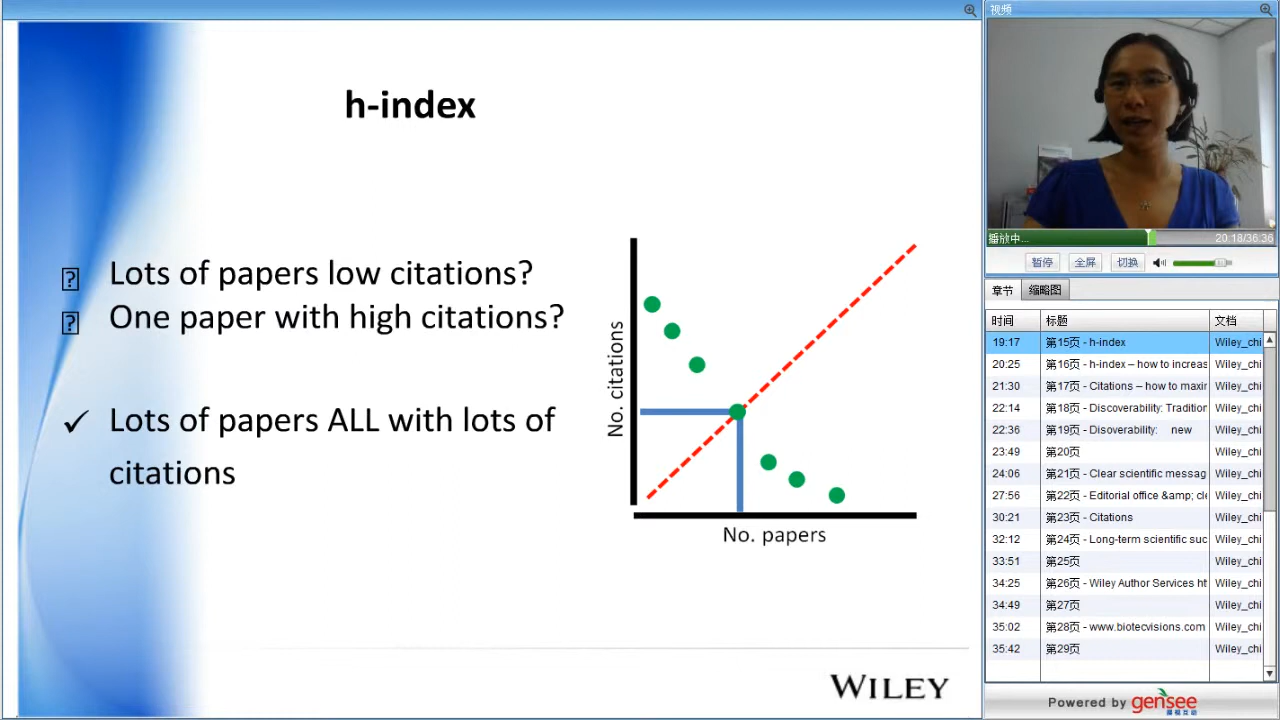 h-index
⍰ Lots of papers low citations?
⍰ One paper with high citations?
✓ Lots of papers ALL with lots of
citations
No. citations
No. papers
WILEY
视频
播放中...
20:18/36:36
暂停
全屏
切换
章节
缩略图
时间 标题 文档
19:17 第15页 - h-index Wiley_chi
20:25 第16页 - h-index – how to increas Wiley_chi
21:30 第17页 - Citations – how to maxir Wiley_chi
22:14 第18页 - Discoverability: Tradition Wiley_chi
22:36 第19页 - Disoverability: new Wiley_chi
23:49 第20页 Wiley_chi
24:06 第21页 - Clear scientific messag Wiley_chi
27:56 第22页 - Editorial office &amp; cle Wiley_chi
30:21 第23页 - Citations Wiley_chi
32:12 第24页 - Long-term scientific suc Wiley_chi
33:51 第25页 Wiley_chi
34:25 第26页 - Wiley Author Services ht Wiley_chi
34:49 第27页 Wiley_chi
35:02 第28页 - www.biotecvisions.com Wiley_chi
35:42 第29页 Wiley_chi
Powered by gensee